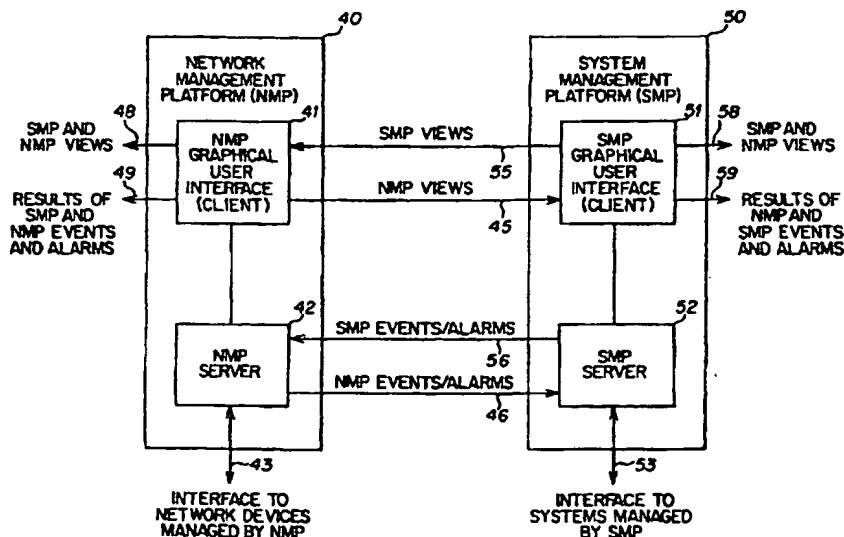 40
50
NETWORK
MANAGEMENT
PLATFORM (NMP)
SYSTEM
MANAGEMENT
PLATFORM (SMP)
48
SMP AND
NMP VIEWS
41
NMP
GRAPHICAL
USER
INTERFACE
(CLIENT)
SMP VIEWS
55
51
SMP
GRAPHICAL
USER
INTERFACE
(CLIENT)
58
SMP AND
NMP VIEWS
49
RESULTS OF
SMP AND
NMP EVENTS
AND ALARMS
NMP VIEWS
45
59
RESULTS OF
NMP AND
SMP EVENTS
AND ALARMS
42
NMP
SERVER
SMP EVENTS/ALARMS
56
NMP EVENTS/ALARMS
46
52
SMP
SERVER
43
INTERFACE TO
NETWORK DEVICES
MANAGED BY NMP
53
INTERFACE TO
SYSTEMS MANAGED
BY SMP